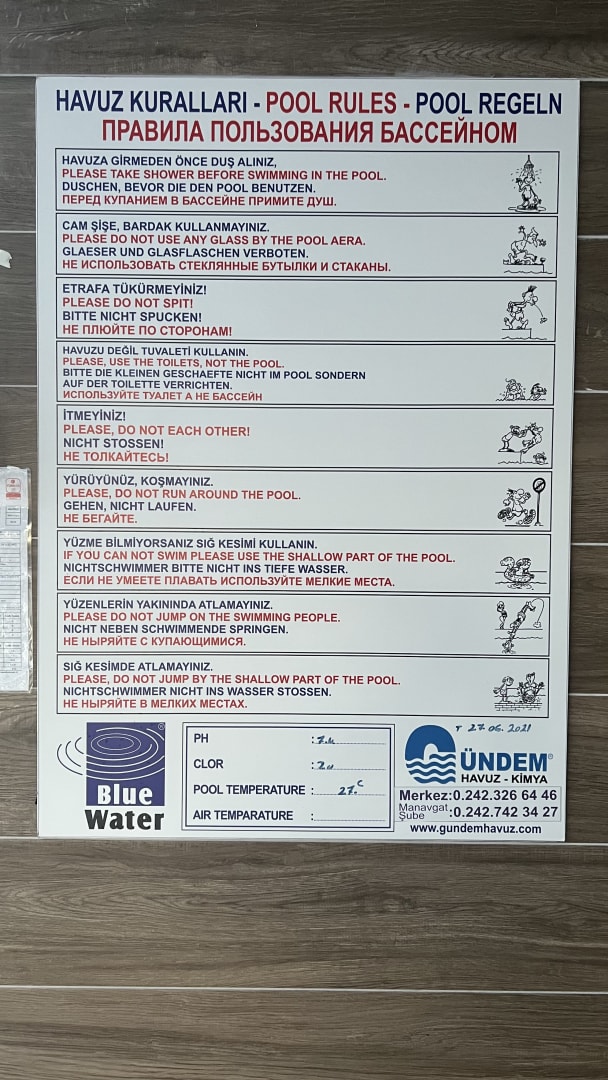 HAVUZ KURALLARI - POOL RULES - POOL REGELN
ПРАВИЛА ПОЛЬЗОВАНИЯ БАССЕЙНОМ
HAVUZA GİRMEDEN ÖNCE DUŞ ALINIZ,
PLEASE TAKE SHOWER BEFORE SWIMMING IN THE POOL.
DUSCHEN, BEVOR DIE DEN POOL BENUTZEN.
ПЕРЕД КУПАНИЕМ В БАССЕЙНЕ ПРИМИТЕ ДУШ.
CAM ŞİŞE, BARDAK KULLANMAYINIZ.
PLEASE DO NOT USE ANY GLASS BY THE POOL AERA.
GLAESER UND GLASFLASCHEN VERBOTEN.
НЕ ИСПОЛЬЗОВАТЬ СТЕКЛЯННЫЕ БУТЫЛКИ И СТАКАНЫ.
ETRAFA TÜKÜRMEYİNİZ!
PLEASE DO NOT SPIT!
BITTE NICHT SPUCKEN!
НЕ ПЛЮЙТЕ ПО СТОРОНАМ!
HAVUZU DEĞİL TUVALETİ KULLANIN.
PLEASE, USE THE TOILETS, NOT THE POOL.
BITTE DIE KLEINEN GESCHAEFTE NICHT IM POOL SONDERN
AUF DER TOILETTE VERRICHTEN.
ИСПОЛЬЗУЙТЕ ТУАЛЕТ А НЕ БАССЕЙН
İTMEYİNİZ!
PLEASE, DO NOT EACH OTHER!
NICHT STOSSEN!
НЕ ТОЛКАЙТЕСЬ!
YÜRÜYÜNÜZ, KOŞMAYINIZ.
PLEASE, DO NOT RUN AROUND THE POOL.
GEHEN, NICHT LAUFEN.
НЕ БЕГАЙТЕ.
YÜZME BİLMİYORSANIZ SIĞ KESİMİ KULLANIN.
IF YOU CAN NOT SWIM PLEASE USE THE SHALLOW PART OF THE POOL.
NICHTSCHWIMMER BITTE NICHT INS TIEFE WASSER.
ЕСЛИ НЕ УМЕЕТЕ ПЛАВАТЬ ИСПОЛЬЗУЙТЕ МЕЛКИЕ МЕСТА.
YÜZENLERİN YAKININDA ATLAMAYINIZ.
PLEASE DO NOT JUMP ON THE SWIMMING PEOPLE.
NICHT NEBEN SCHWIMMENDE SPRINGEN.
НЕ НЫРЯЙТЕ С КУПАЮЩИМИСЯ.
SIĞ KESİMDE ATLAMAYINIZ.
PLEASE, DO NOT JUMP BY THE SHALLOW PART OF THE POOL.
NICHTSCHWIMMER NICHT INS WASSER STOSSEN.
НЕ НЫРЯЙТЕ В МЕЛКИХ МЕСТАХ.
Blue
Water
PH :
CLOR :
POOL TEMPERATURE : 27.C
AIR TEMPARATURE :
27.06.2021
GÜNDEM®
HAVUZ - KİMYA
Merkez:0.242.326 64 46
Manavgat Şube :0.242.742 34 27
www.gundemhavuz.com